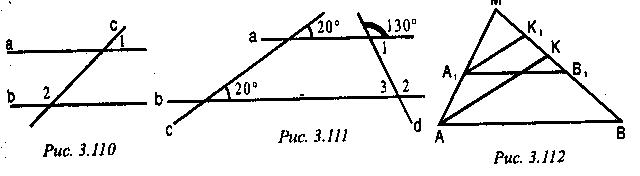 c
a
1
2
b
Рис. 3.110
20°
130°
a
1
20°
3
2
b
c
d
Рис. 3.111
M
K₁
K
A₁
B₁
A
B
Рис. 3.112